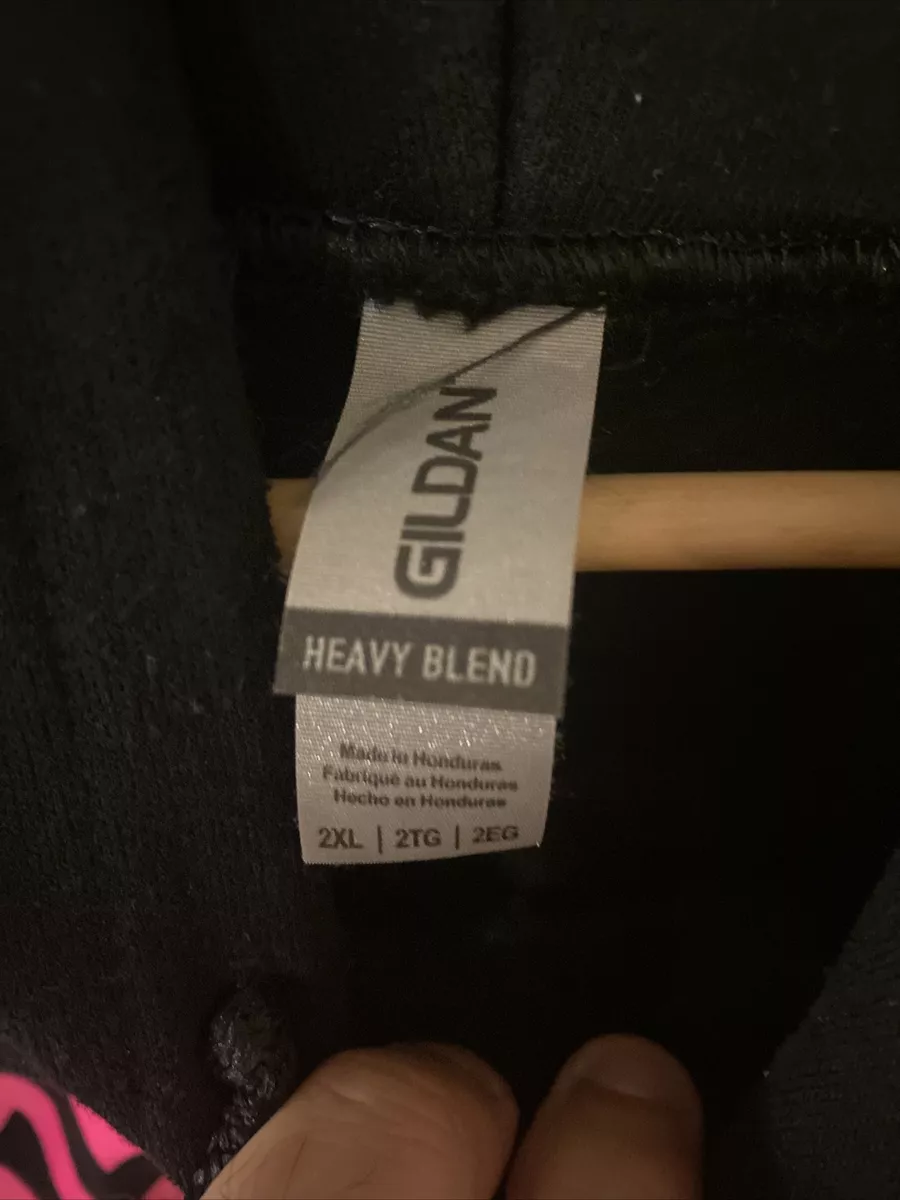 GILDAN
HEAVY BLEND
Made in Honduras
Fabriqué au Honduras
Hecho en Honduras
2XL | 2TG | 2EG